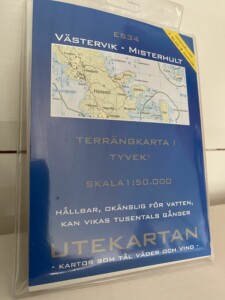 ES34
VÄSTERVIK - MISTERHULT
TERRÄNGKARTA I
TYVEK
SKALA 1:50.000
HÅLLBAR, OKÄNSLIG FÖR VATTEN,
KAN VIKAS TUSENTALS GÅNGER
UTEKARTAN
- KARTOR SOM TÅL VÄDER OCH VIND -